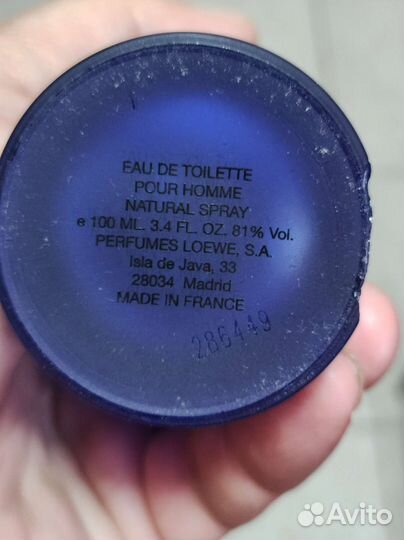 EAU DE TOILETTE
POUR HOMME
NATURAL SPRAY
e 100 ML. 3.4 FL. OZ. 81% Vol.
PERFUMES LOEWE, S.A.
Isla de Java, 33
28034 Madrid
MADE IN FRANCE
286449
Avito